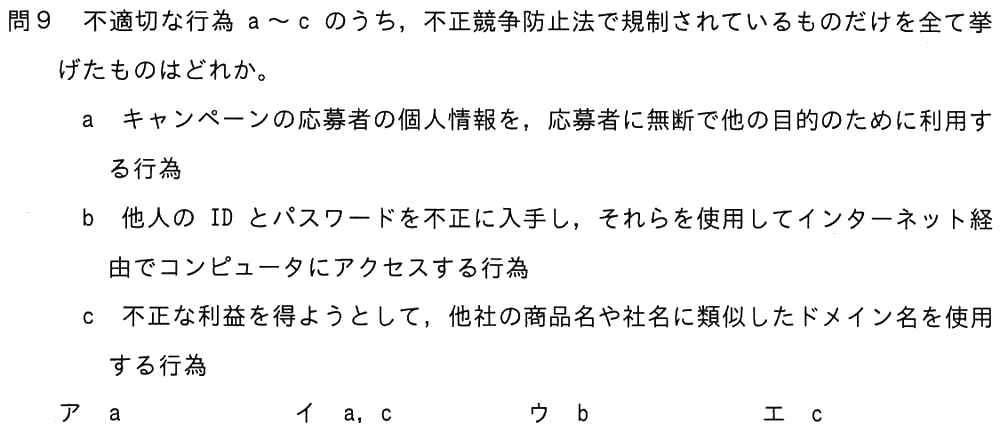 問９　不適切な行為 a ～ c のうち，不正競争防止法で規制されているものだけを全て挙
げたものはどれか。
a　キャンペーンの応募者の個人情報を，応募者に無断で他の目的のために利用す
る行為
b　他人の ID とパスワードを不正に入手し，それらを使用してインターネット経
由でコンピュータにアクセスする行為
c　不正な利益を得ようとして，他社の商品名や社名に類似したドメイン名を使用
する行為
ア　a　イ　a, c　ウ　b　エ　c